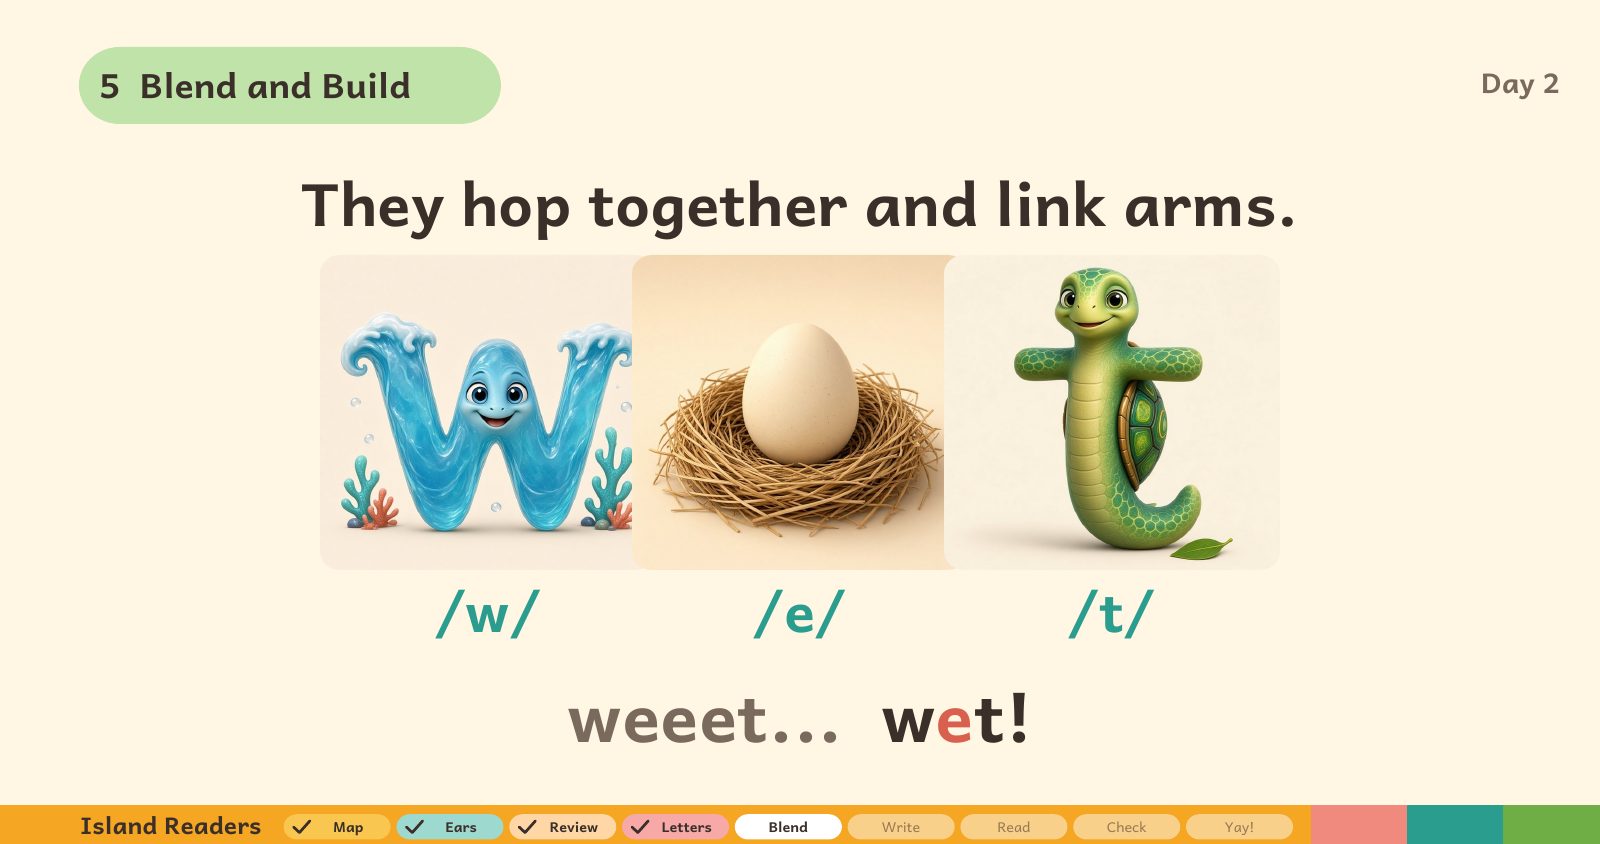 5 Blend and Build
Day 2
They hop together and link arms.
/w/ /e/ /t/
weeet... wet!
Island Readers Map Ears Review Letters Blend Write Read Check Yay!